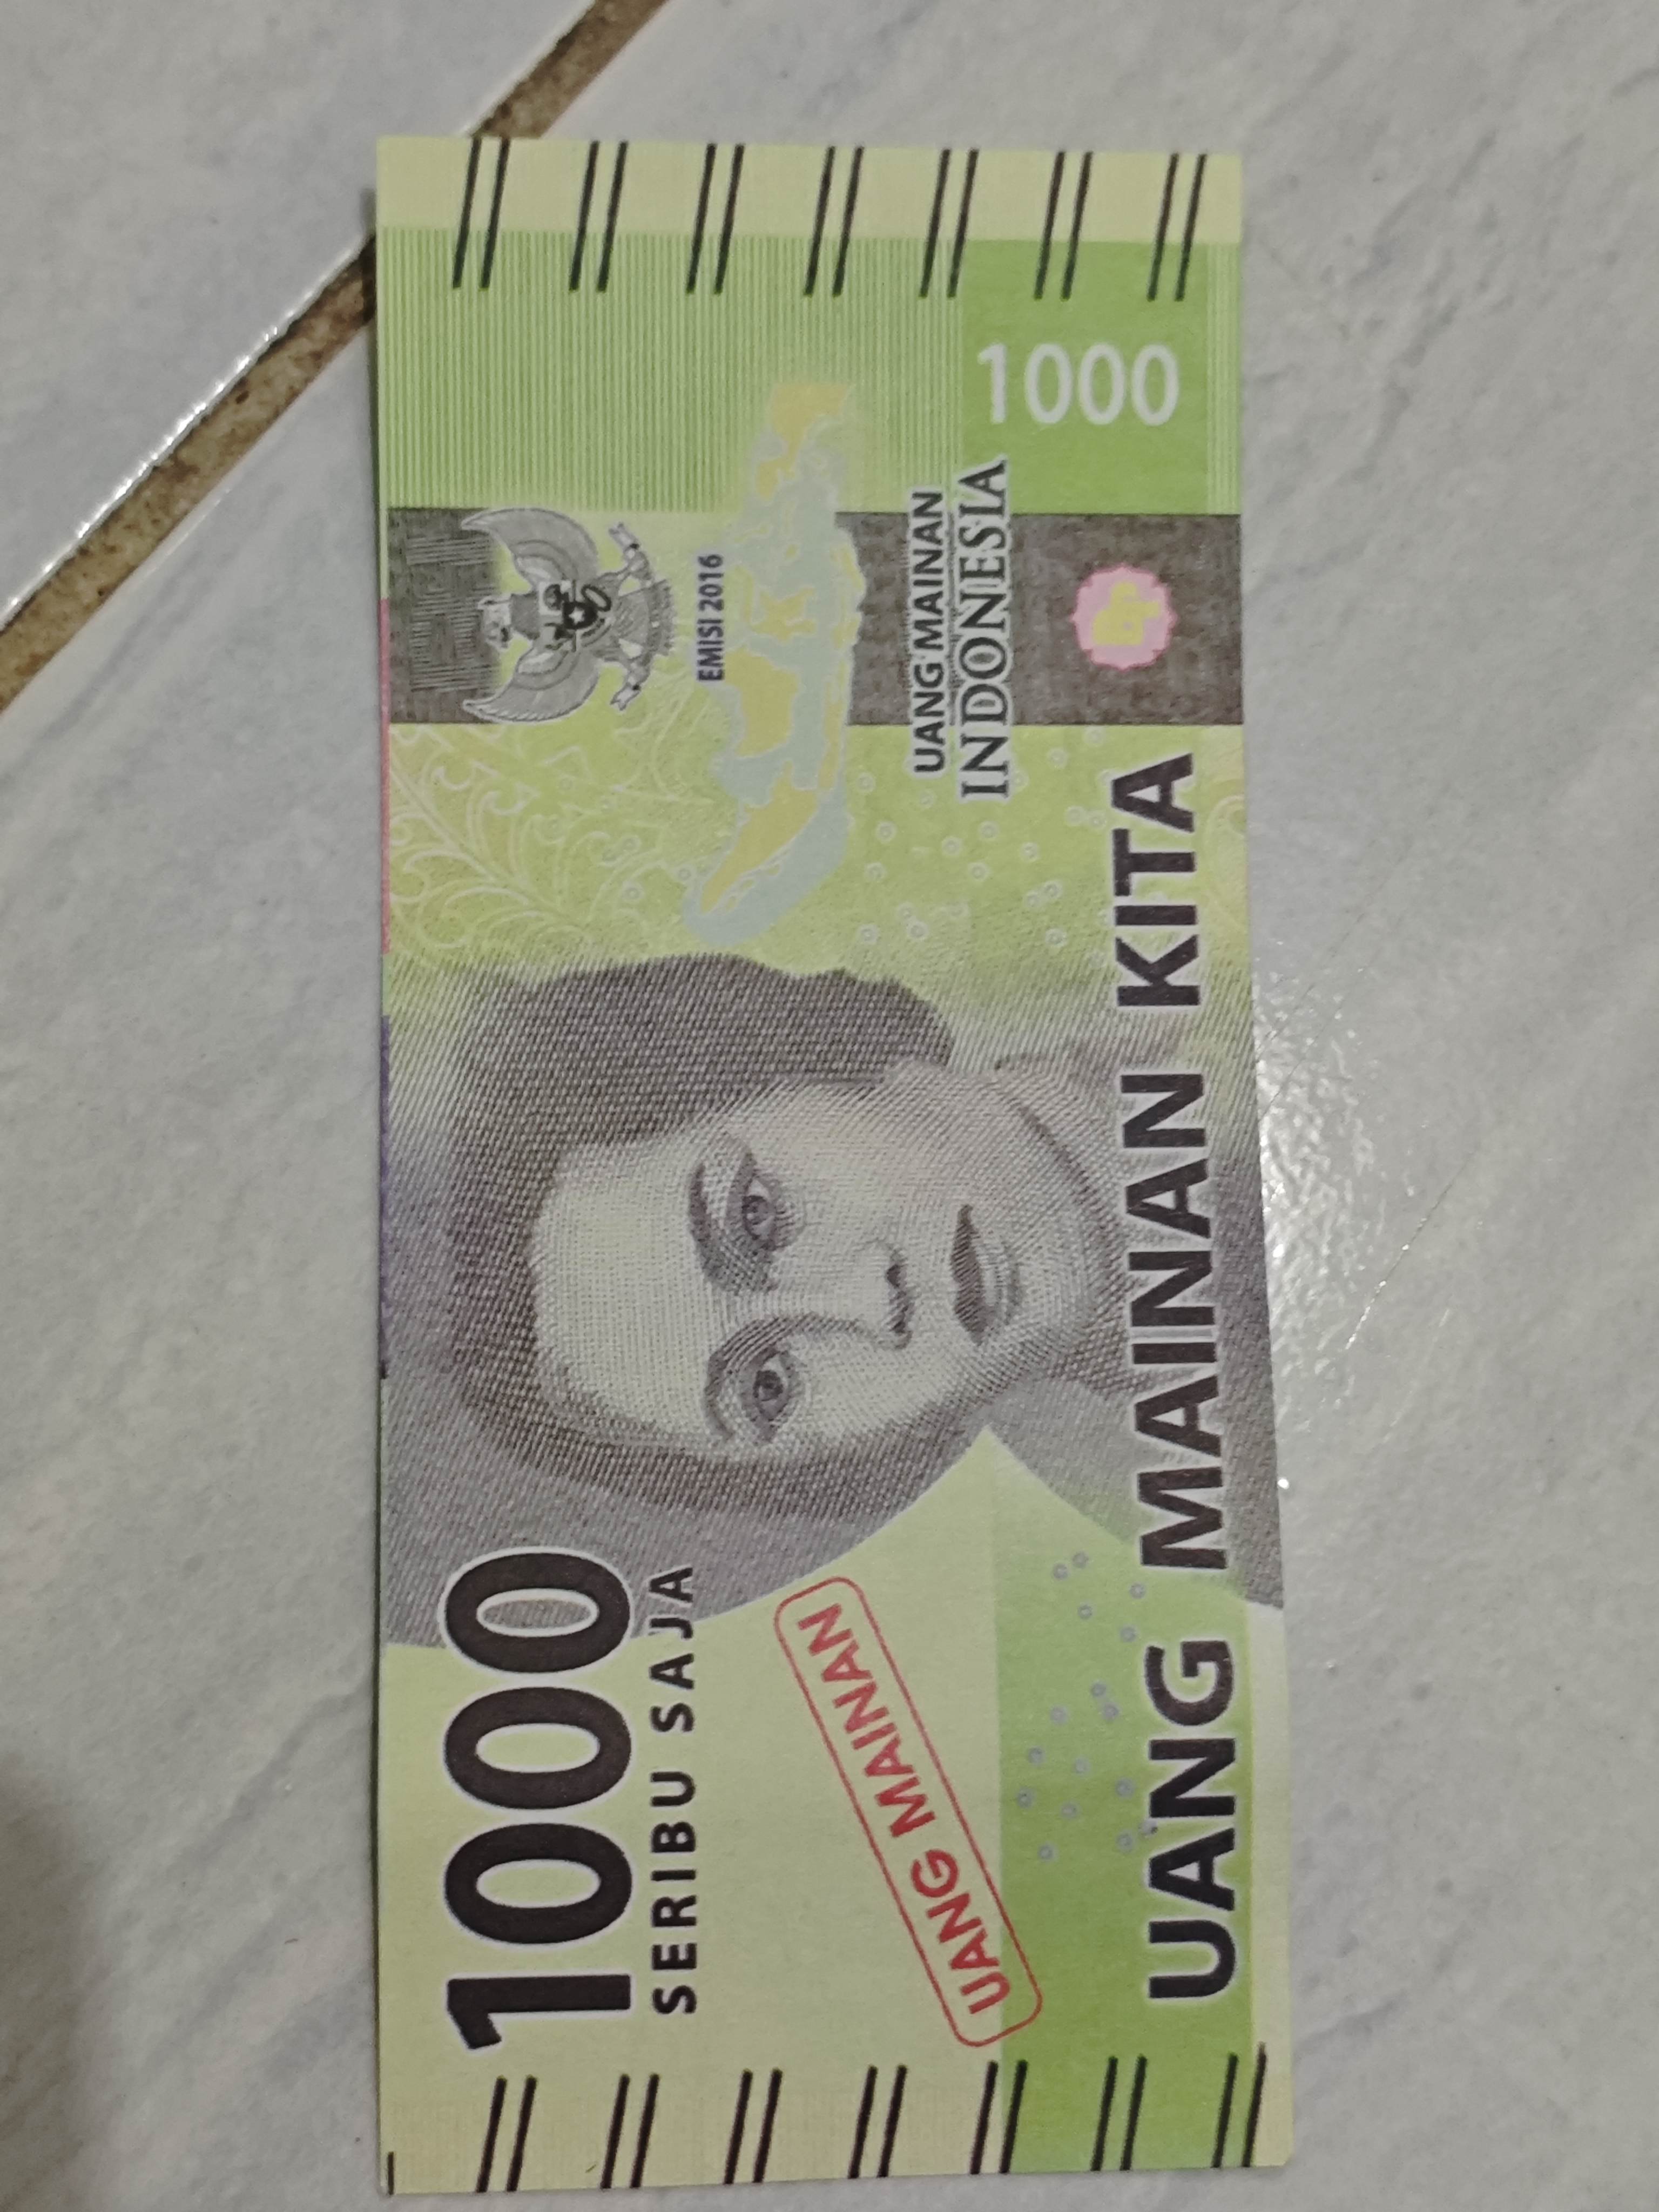 1000
SERIBU SAJA
UANG MAINAN
UANG MAINAN KITA
EMISI 2016
UANG MAINAN
INDONESIA
1000